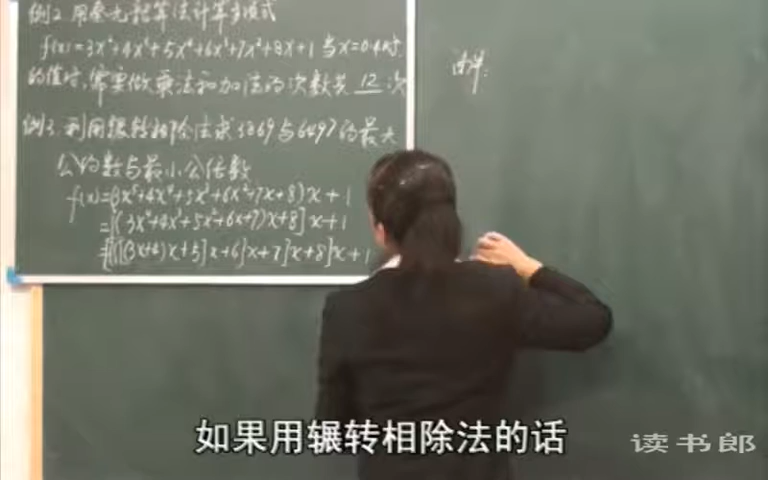 例2.用秦九韶算法计算多项式
f(x)=3x⁶+4x⁵+5x⁴+6x³+7x²+8x+1 当x=0.4时
的值时,需要做乘法和加法的次数共 12 次
例3.利用辗转相除法求3869与6497的最大
公约数与最小公倍数
f(x)=(3x⁵+4x⁴+5x³+6x²+7x+8)x+1
=[(3x⁴+4x³+5x²+6x+7)x+8]x+1
=[[[(3x+4)x+5]x+6]x+7]x+8]x+1
解:
如果用辗转相除法的话
读书郎